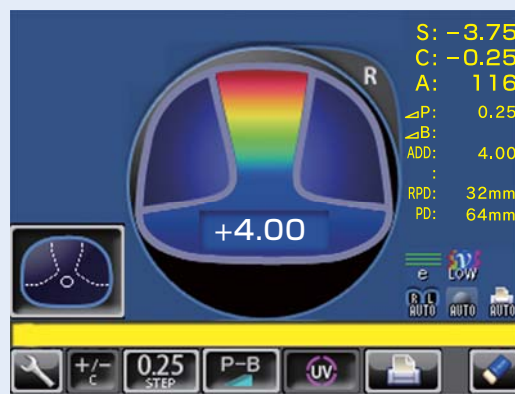 S: −3.75
C: −0.25
A: 116
R
⊿P: 0.25
⊿B:
ADD: 4.00
:
RPD: 32mm
PD: 64mm
+4.00
e LOW
R L AUTO AUTO AUTO
+/− C
0.25 STEP
P−B
UV